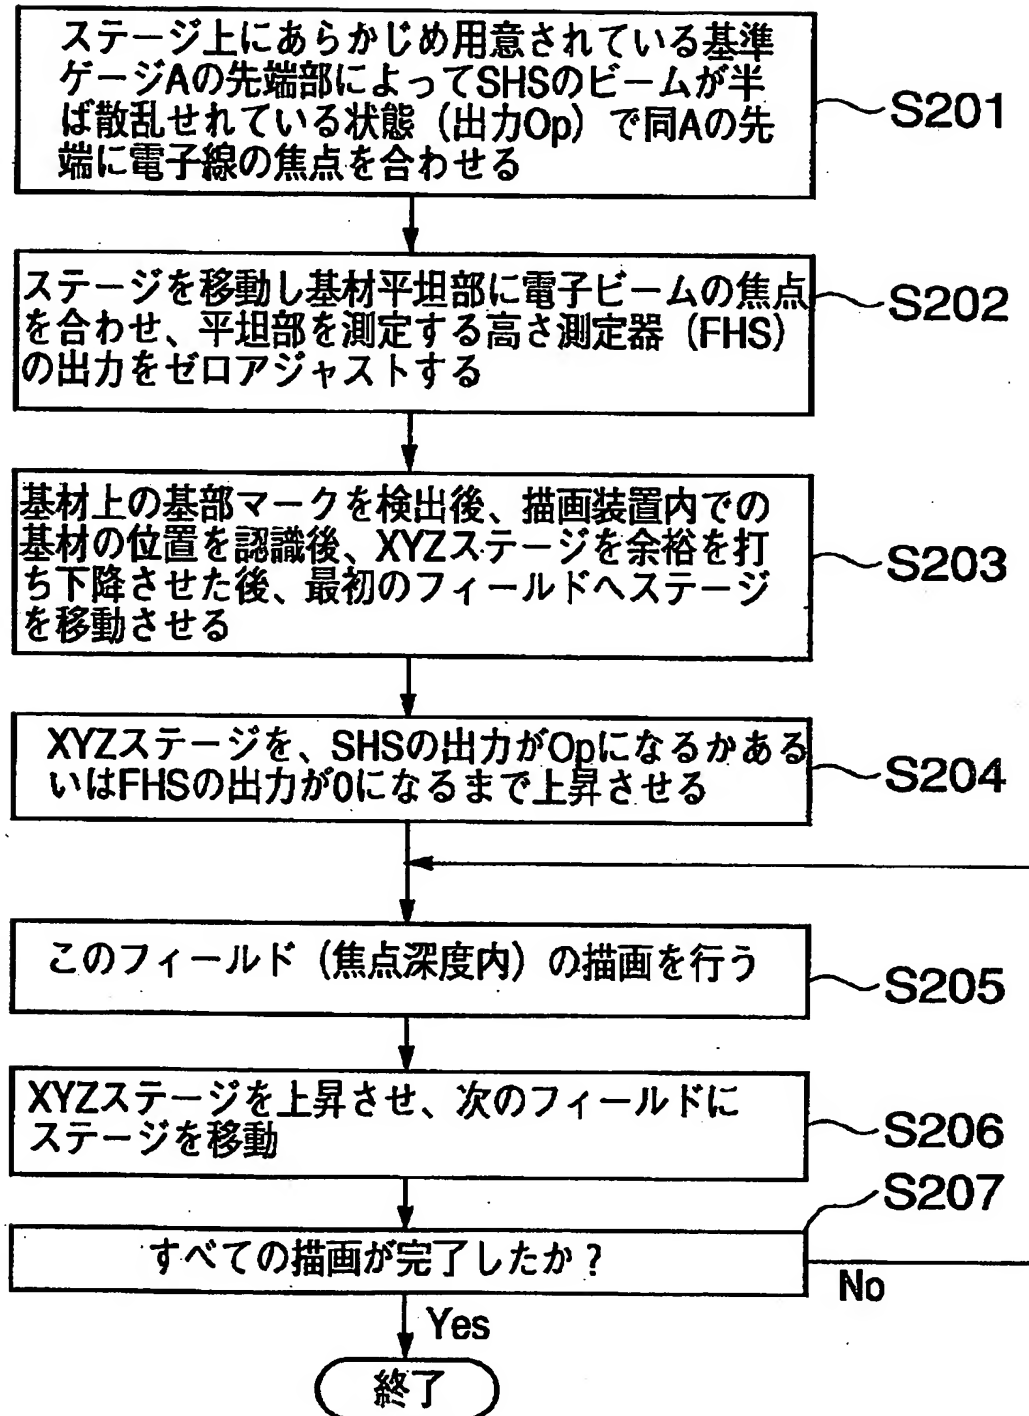 ステージ上にあらかじめ用意されている基準
ゲージAの先端部によってSHSのビームが半
ば散乱せれている状態（出力Op）で同Aの先
端に電子線の焦点を合わせる
S201
ステージを移動し基材平坦部に電子ビームの焦点
を合わせ、平坦部を測定する高さ測定器（FHS）
の出力をゼロアジャストする
S202
基材上の基部マークを検出後、描画装置内での
基材の位置を認識後、XYZステージを余裕を打
ち下降させた後、最初のフィールドへステージ
を移動させる
S203
XYZステージを、SHSの出力がOpになるかある
いはFHSの出力が0になるまで上昇させる
S204
このフィールド（焦点深度内）の描画を行う
S205
XYZステージを上昇させ、次のフィールドに
ステージを移動
S206
S207
すべての描画が完了したか？
No
Yes
終了